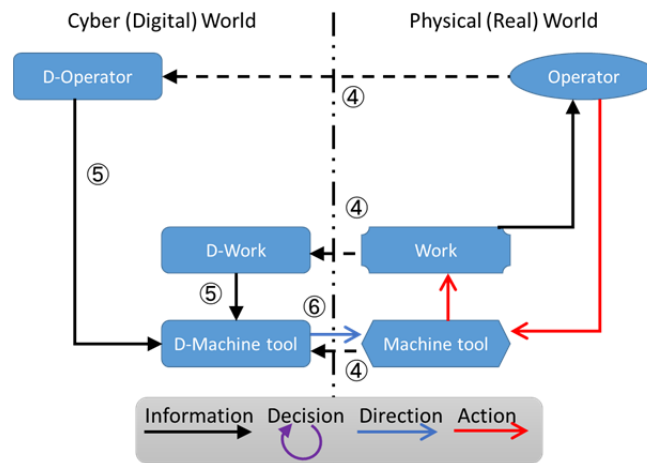 Cyber (Digital) World
Physical (Real) World
D-Operator
Operator
④
⑤
④
D-Work
Work
⑤
⑥
D-Machine tool
Machine tool
④
Information Decision Direction Action